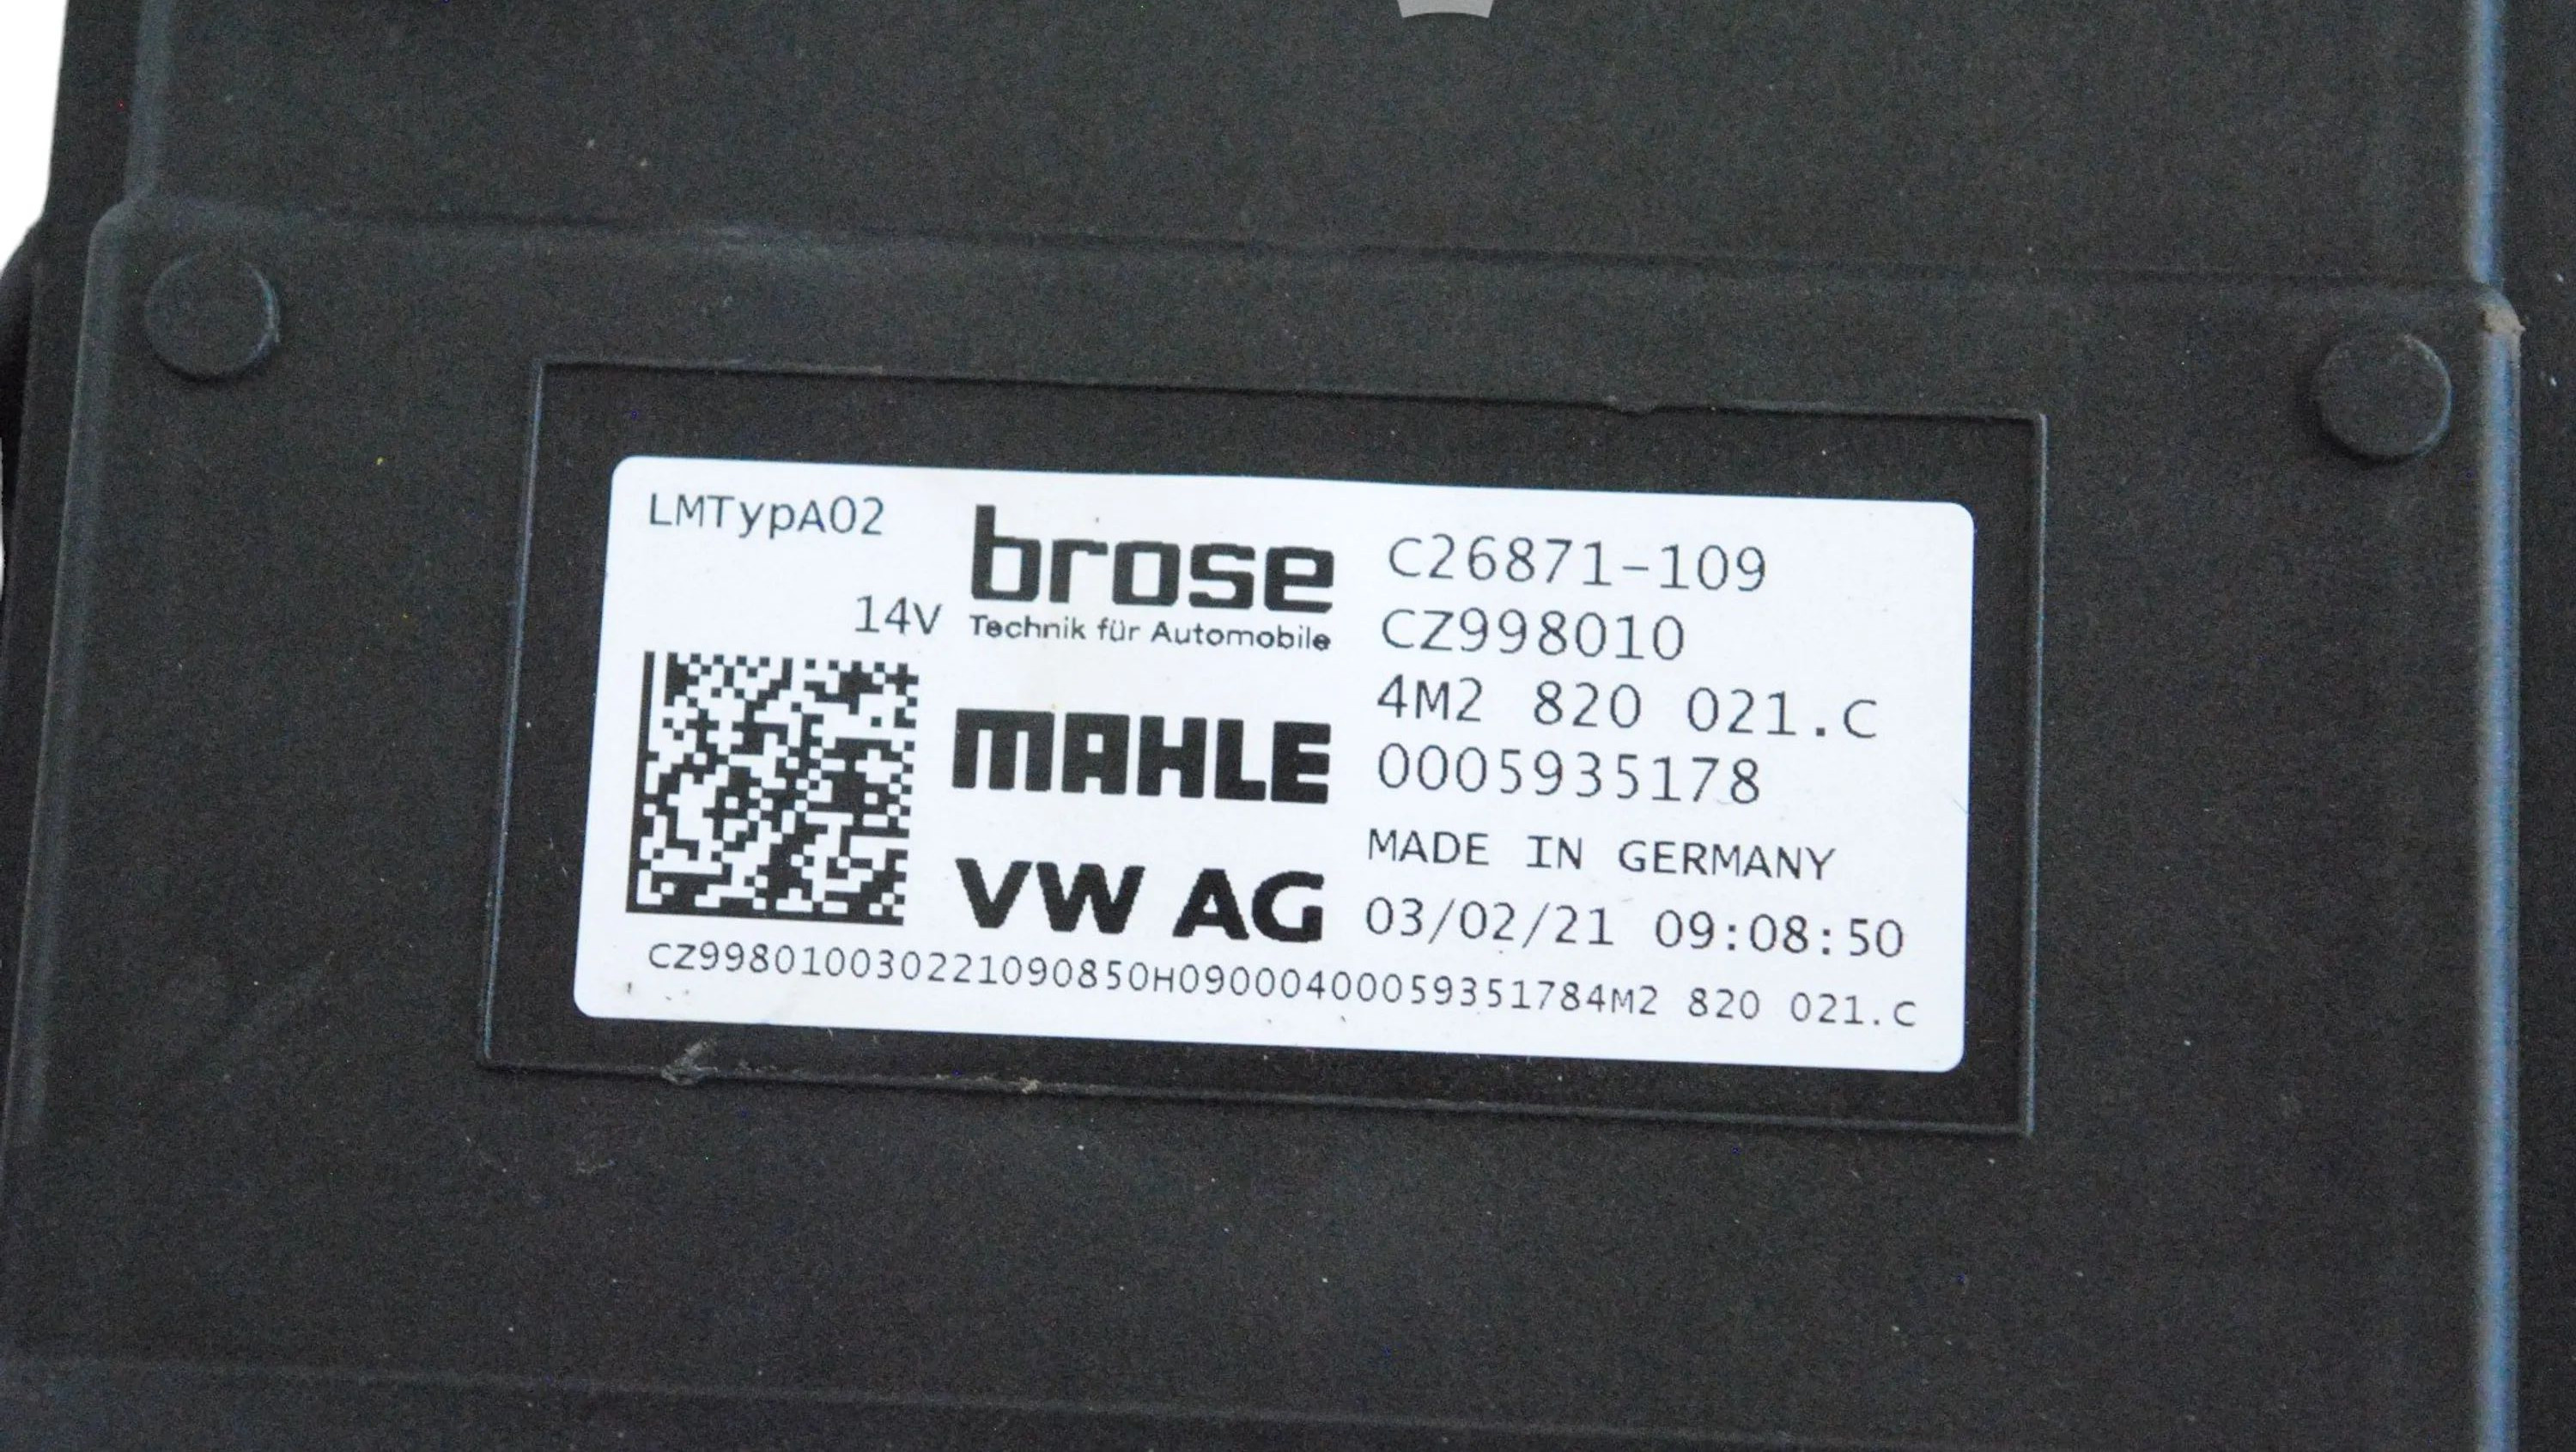 LMTypA02
14V
brose
Technik für Automobile
MAHLE
VW AG
C26871-109
CZ998010
4M2 820 021.C
0005935178
MADE IN GERMANY
03/02/21 09:08:50
CZ998010030221090850H09000400059351784M2 820 021.C